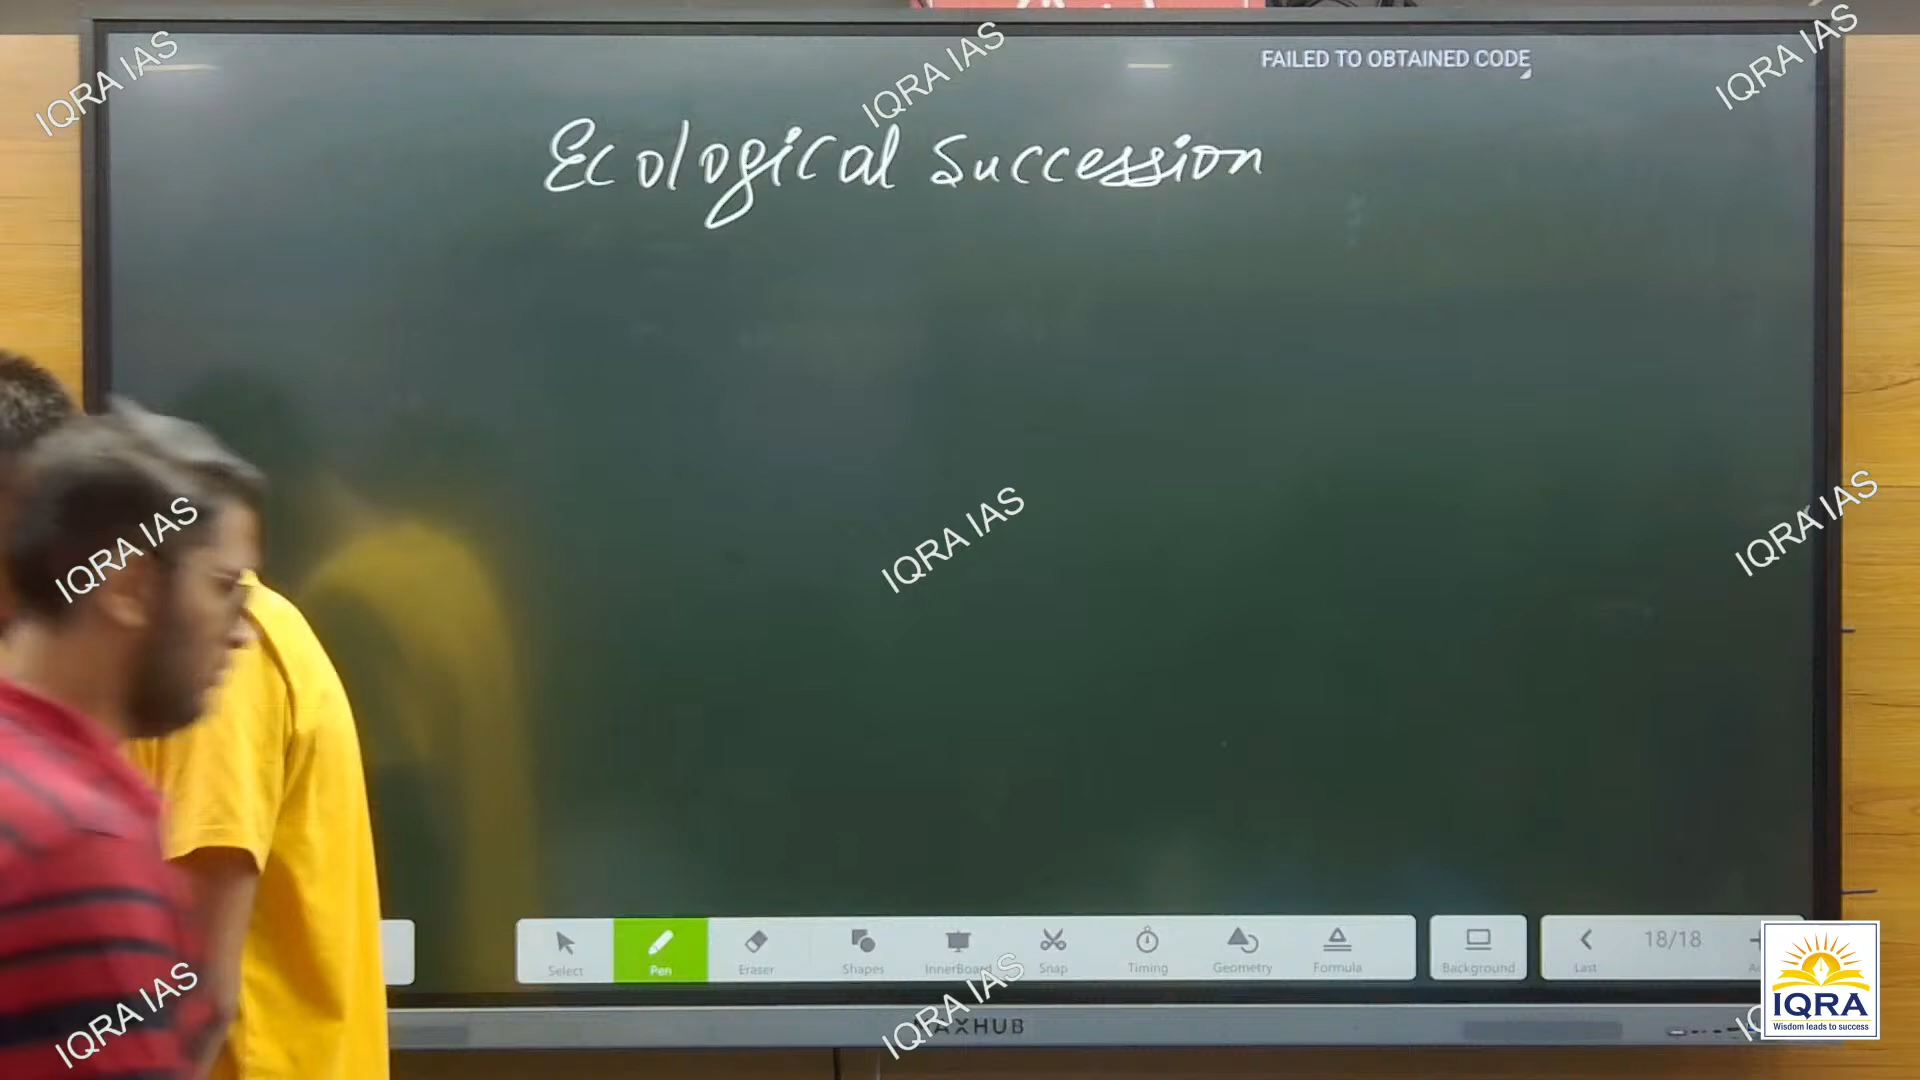 IQRA IAS
IQRA IAS
IQRA IAS
FAILED TO OBTAINED CODE
Ecological Succession
IQRA IAS
IQRA IAS
IQRA IAS
Select
Pen
Eraser
Shapes
InnerBoard
Snap
Timing
Geometry
Formula
Background
Last
18/18
IQRA IAS
IQRA IAS
MAXHUB
IQRA
Wisdom leads to success